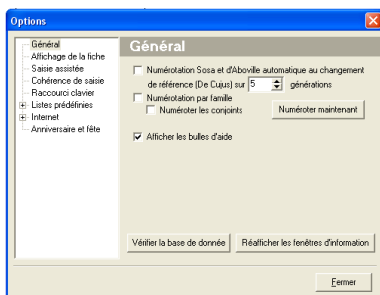 Options
Général
Affichage de la fiche
Saisie assistée
Cohérence de saisie
Raccourci clavier
Listes prédéfinies
Internet
Anniversaire et fête
Général
Numérotation Sosa et d'Aboville automatique au changement
de référence (De Cujus) sur 5 générations
Numérotation par famille
Numéroter les conjoints
Numéroter maintenant
Afficher les bulles d'aide
Vérifier la base de donnée
Réafficher les fenêtres d'information
Fermer